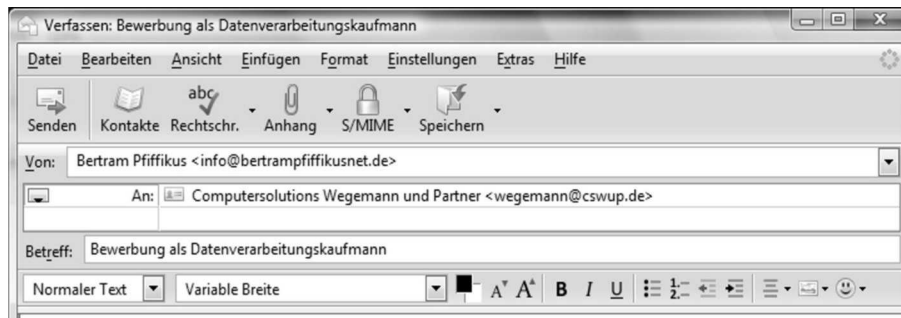 Verfassen: Bewerbung als Datenverarbeitungskaufmann
Datei Bearbeiten Ansicht Einfügen Format Einstellungen Extras Hilfe
Senden Kontakte Rechtschr. Anhang S/MIME Speichern
Von: Bertram Pfiffikus <info@bertrampfiffikusnet.de>
An: Computersolutions Wegemann und Partner <wegemann@cswup.de>
Betreff: Bewerbung als Datenverarbeitungskaufmann
Normaler Text Variable Breite